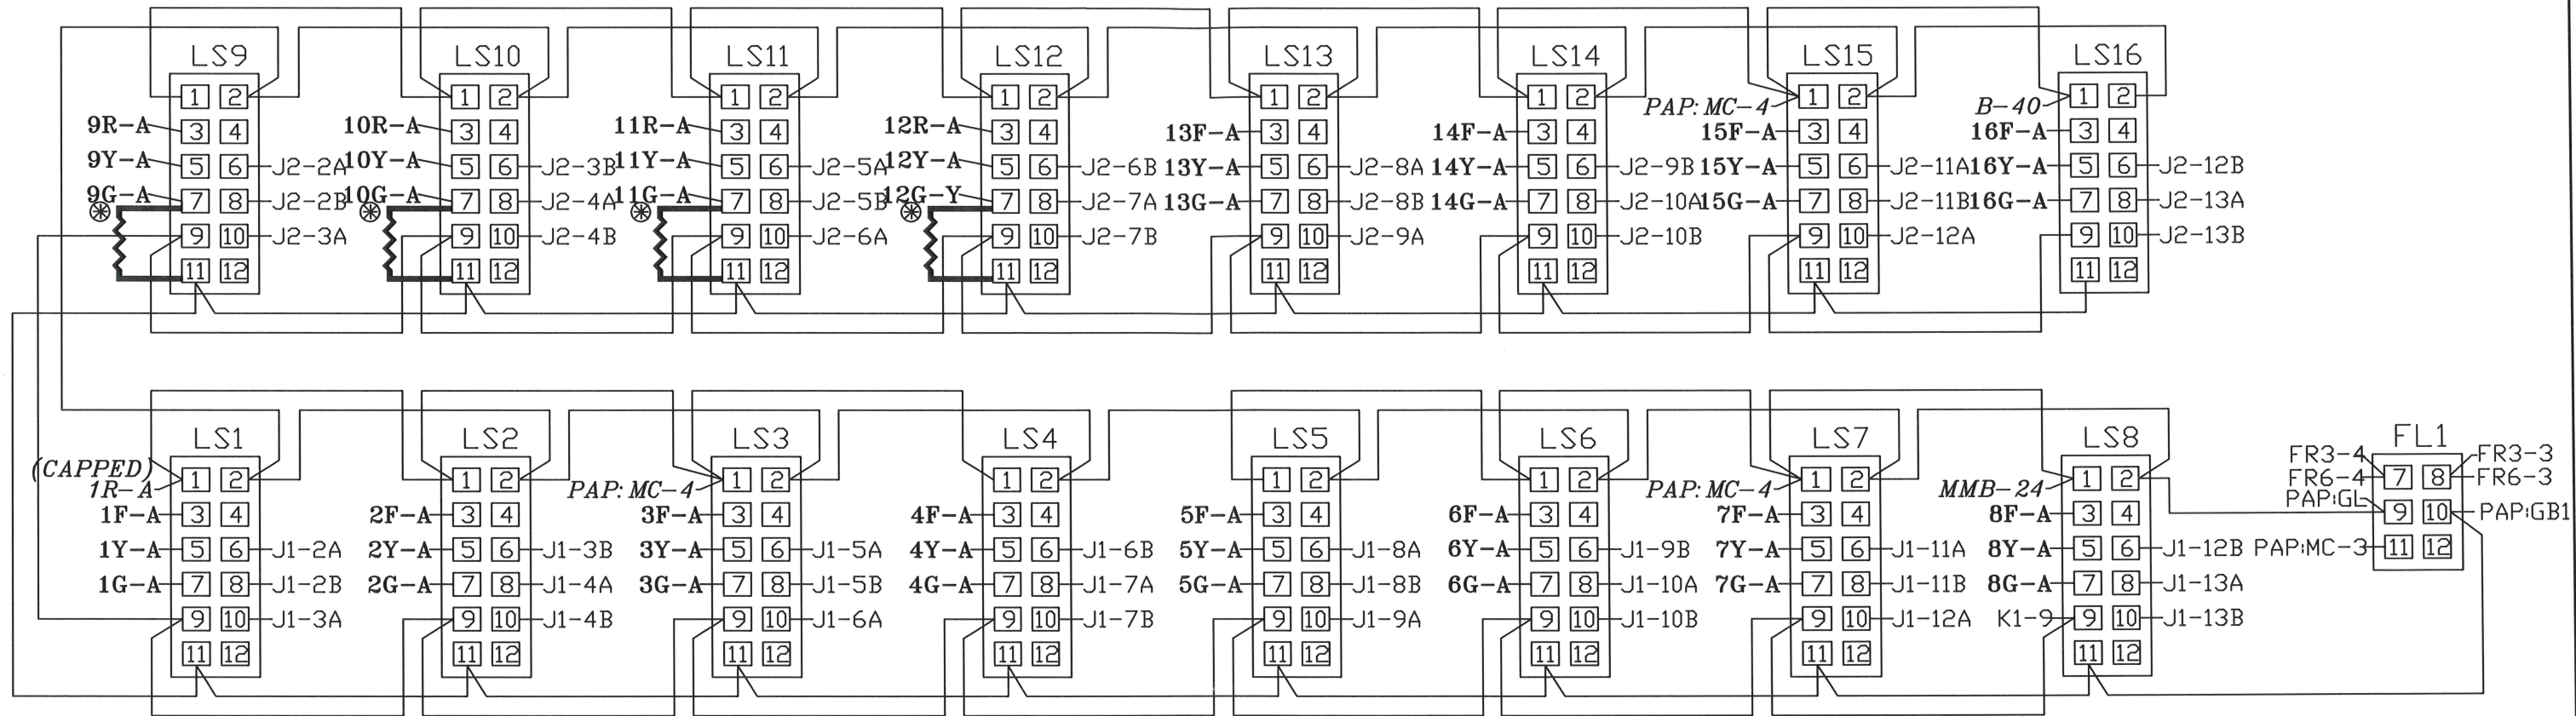 LS9 LS10 LS11 LS12 LS13 LS14 LS15 LS16
1 2 1 2 1 2 1 2 1 2 1 2 PAP:MC-4 1 2 B-40 1 2
9R-A 3 4 10R-A 3 4 11R-A 3 4 12R-A 3 4 13F-A 3 4 14F-A 3 4 15F-A 3 4 16F-A 3 4
9Y-A 5 6 J2-2A 10Y-A 5 6 J2-3B 11Y-A 5 6 J2-5A 12Y-A 5 6 J2-6B 13Y-A 5 6 J2-8A 14Y-A 5 6 J2-9B 15Y-A 5 6 J2-11A 16Y-A 5 6 J2-12B
9G-A 7 8 J2-2B 10G-A 7 8 J2-4A 11G-A 7 8 J2-5B 12G-Y 7 8 J2-7A 13G-A 7 8 J2-8B 14G-A 7 8 J2-10A 15G-A 7 8 J2-11B 16G-A 7 8 J2-13A
9 10 J2-3A 9 10 J2-4B 9 10 J2-6A 9 10 J2-7B 9 10 J2-9A 9 10 J2-10B 9 10 J2-12A 9 10 J2-13B
11 12 11 12 11 12 11 12 11 12 11 12 11 12 11 12
LS1 LS2 LS3 LS4 LS5 LS6 LS7 LS8 FL1
(CAPPED) 1R-A 1 2 1 2 PAP:MC-4 1 2 1 2 1 2 1 2 PAP:MC-4 1 2 MMB-24 1 2
1F-A 3 4 2F-A 3 4 3F-A 3 4 4F-A 3 4 5F-A 3 4 6F-A 3 4 7F-A 3 4 8F-A 3 4
1Y-A 5 6 J1-2A 2Y-A 5 6 J1-3B 3Y-A 5 6 J1-5A 4Y-A 5 6 J1-6B 5Y-A 5 6 J1-8A 6Y-A 5 6 J1-9B 7Y-A 5 6 J1-11A 8Y-A 5 6 J1-12B
1G-A 7 8 J1-2B 2G-A 7 8 J1-4A 3G-A 7 8 J1-5B 4G-A 7 8 J1-7A 5G-A 7 8 J1-8B 6G-A 7 8 J1-10A 7G-A 7 8 J1-11B 8G-A 7 8 J1-13A
9 10 J1-3A 9 10 J1-4B 9 10 J1-6A 9 10 J1-7B 9 10 J1-9A 9 10 J1-10B 9 10 J1-12A K1-9 9 10 J1-13B
11 12 11 12 11 12 11 12 11 12 11 12 11 12 11 12
FR3-4 FR3-3
FR6-4 7 8 FR6-3
PAP:GL 9 10 PAP:GB1
PAP:MC-3 11 12